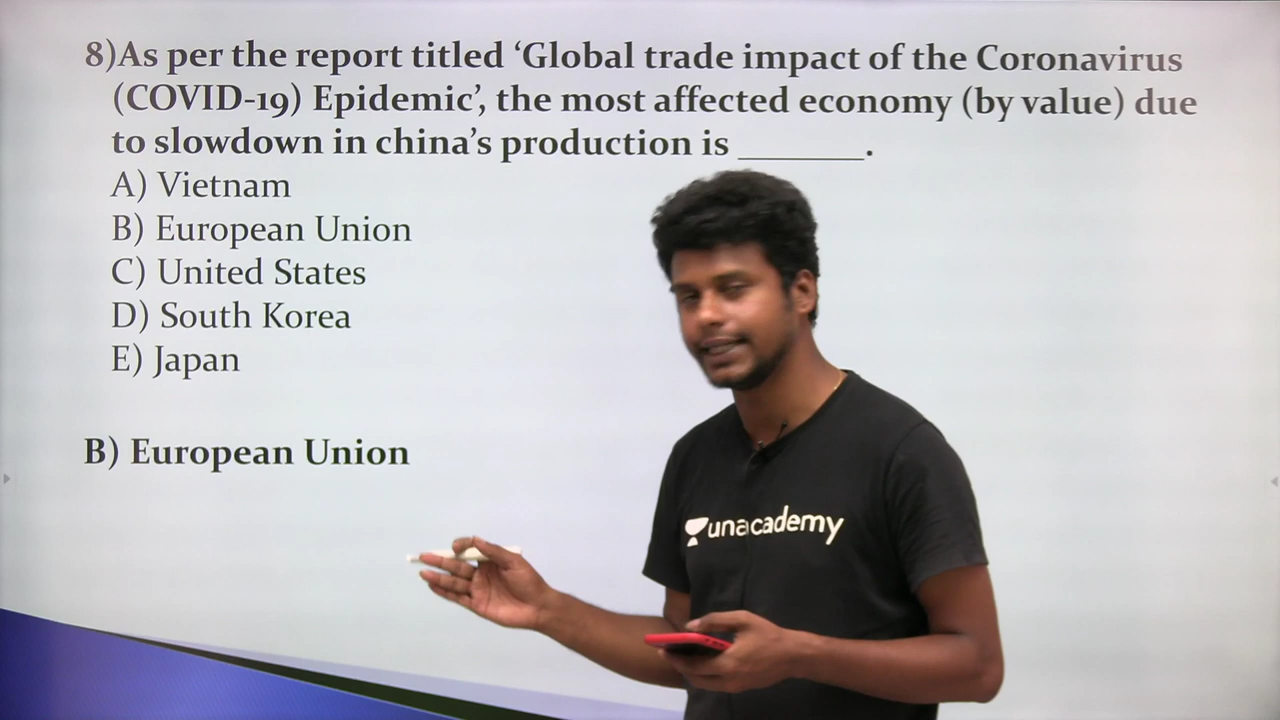 8)As per the report titled ‘Global trade impact of the Coronavirus
(COVID-19) Epidemic’, the most affected economy (by value) due
to slowdown in china’s production is _______.
A) Vietnam
B) European Union
C) United States
D) South Korea
E) Japan
B) European Union
unacademy